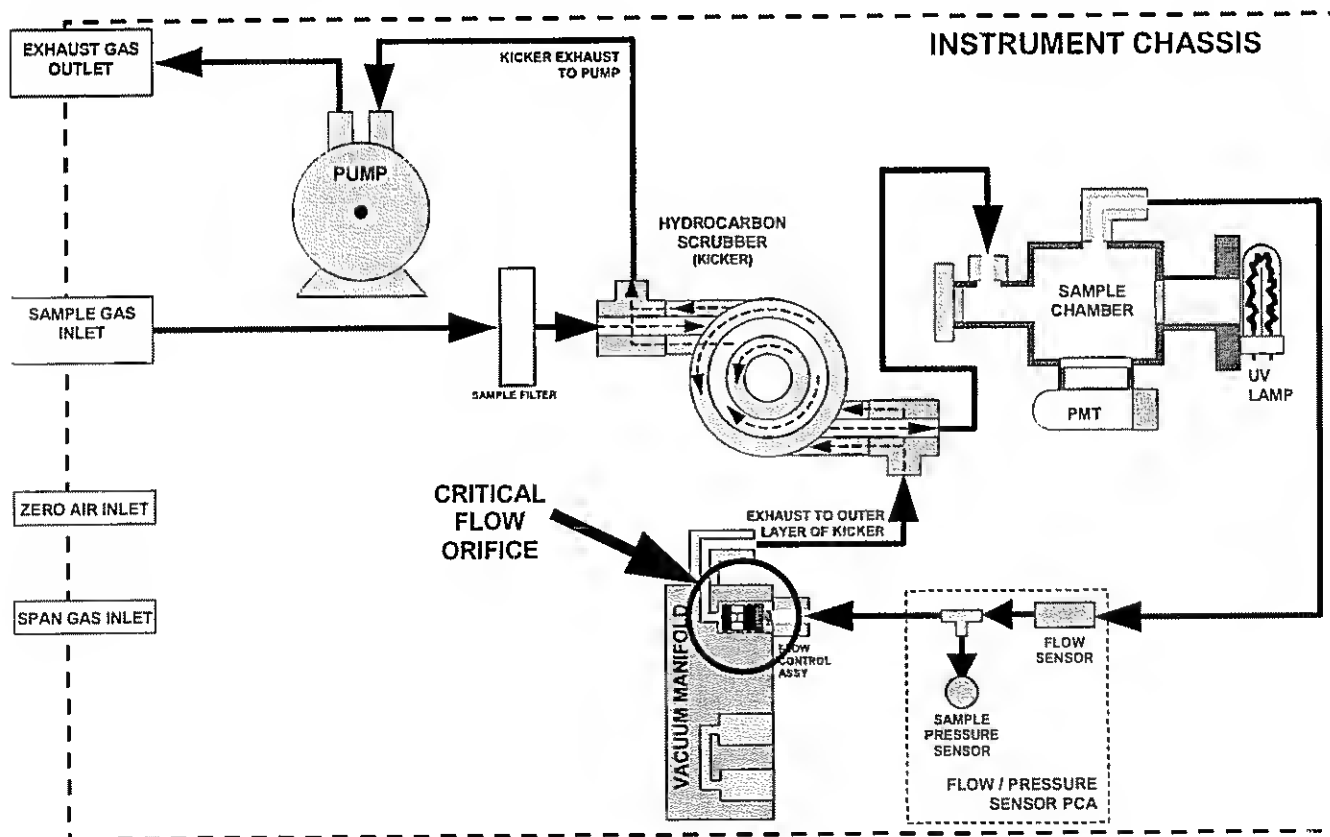 INSTRUMENT CHASSIS
EXHAUST GAS
OUTLET
KICKER EXHAUST
TO PUMP
PUMP
HYDROCARBON
SCRUBBER
(KICKER)
SAMPLE
CHAMBER
SAMPLE GAS
INLET
SAMPLE FILTER
UV
LAMP
PMT
ZERO AIR INLET
CRITICAL
FLOW
ORIFICE
EXHAUST TO OUTER
LAYER OF KICKER
SPAN GAS INLET
VACUUM MANIFOLD
FLOW
CONTROL
ASSY
FLOW
SENSOR
SAMPLE
PRESSURE
SENSOR
FLOW / PRESSURE
SENSOR PCA